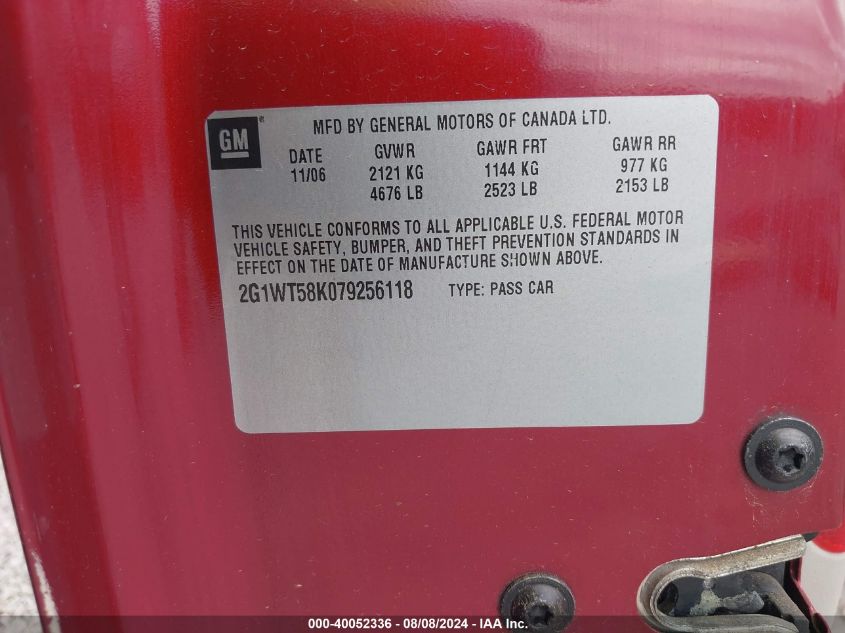 GM ®
MFD BY GENERAL MOTORS OF CANADA LTD.
DATE GVWR GAWR FRT GAWR RR
11/06 2121 KG 1144 KG 977 KG
4676 LB 2523 LB 2153 LB
THIS VEHICLE CONFORMS TO ALL APPLICABLE U.S. FEDERAL MOTOR
VEHICLE SAFETY, BUMPER, AND THEFT PREVENTION STANDARDS IN
EFFECT ON THE DATE OF MANUFACTURE SHOWN ABOVE.
2G1WT58K079256118 TYPE: PASS CAR
000-40052336 - 08/08/2024 - IAA Inc.